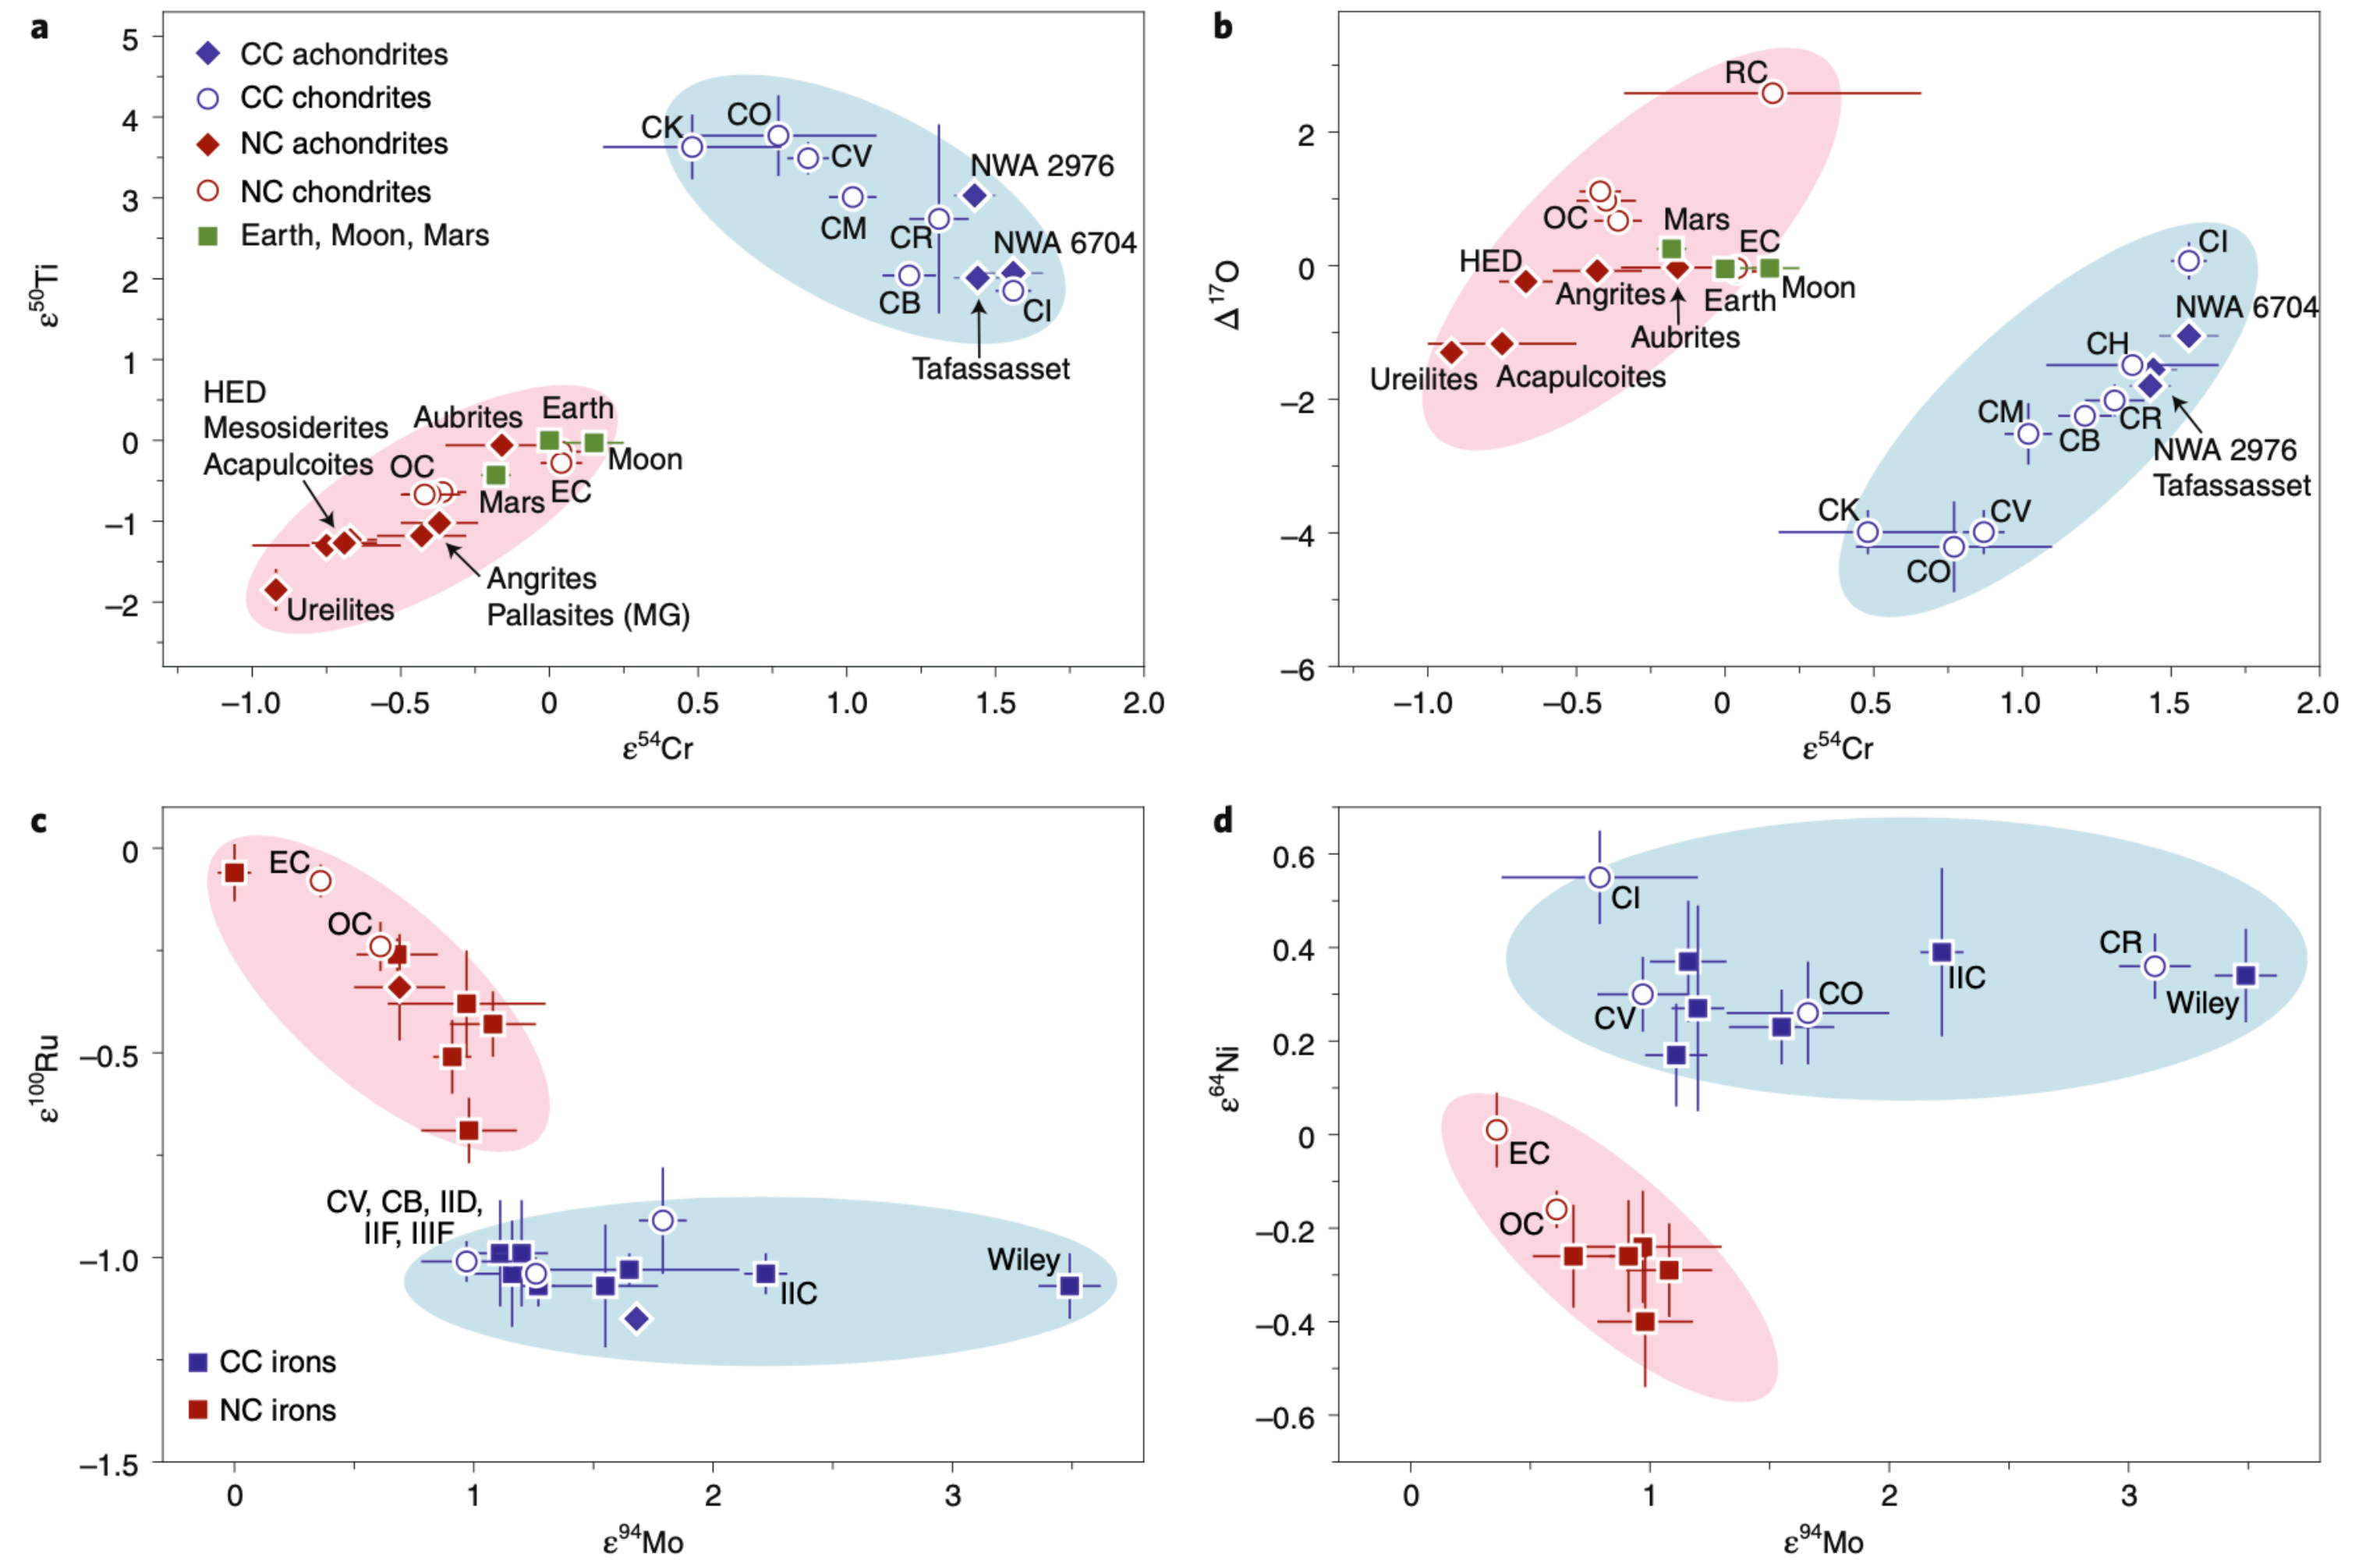 a
5
4
3
2
1
0
–1
–2
ε⁵⁰Ti
CC achondrites
CC chondrites
NC achondrites
NC chondrites
Earth, Moon, Mars
CK
CO
CV
NWA 2976
CM
CR
NWA 6704
CB
CI
Tafassasset
HED
Mesosiderites
Acapulcoites
Aubrites
Earth
OC
Moon
Mars
EC
Angrites
Pallasites (MG)
Ureilites
–1.0
–0.5
0
0.5
1.0
1.5
2.0
ε⁵⁴Cr
b
2
0
–2
–4
–6
Δ¹⁷O
RC
OC
Mars
EC
HED
Angrites
Earth
Moon
Aubrites
Ureilites
Acapulcoites
CI
NWA 6704
CH
CM
CB
CR
NWA 2976
Tafassasset
CK
CV
CO
–1.0
–0.5
0
0.5
1.0
1.5
2.0
ε⁵⁴Cr
c
0
–0.5
–1.0
–1.5
ε¹⁰⁰Ru
EC
OC
CV, CB, IID,
IIF, IIIF
IIC
Wiley
CC irons
NC irons
0
1
2
3
ε⁹⁴Mo
d
0.6
0.4
0.2
0
–0.2
–0.4
–0.6
ε⁶⁴Ni
CI
CV
CO
IIC
CR
Wiley
EC
OC
0
1
2
3
ε⁹⁴Mo